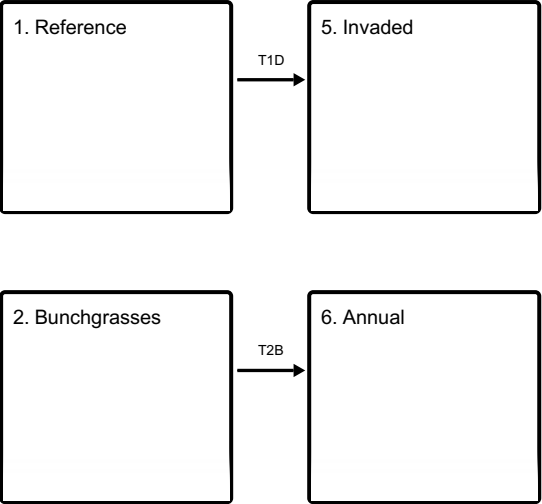 1. Reference
T1D
5. Invaded
2. Bunchgrasses
T2B
6. Annual